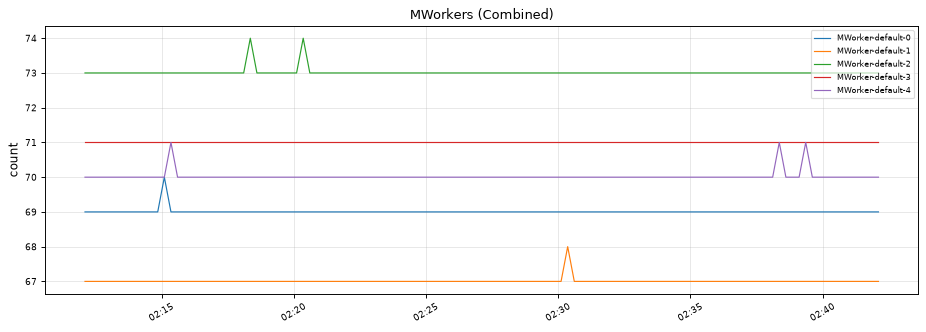 MWorkers (Combined)
74
73
72
71
70
69
68
67
count
MWorker-default-0
MWorker-default-1
MWorker-default-2
MWorker-default-3
MWorker-default-4
02:15
02:20
02:25
02:30
02:35
02:40